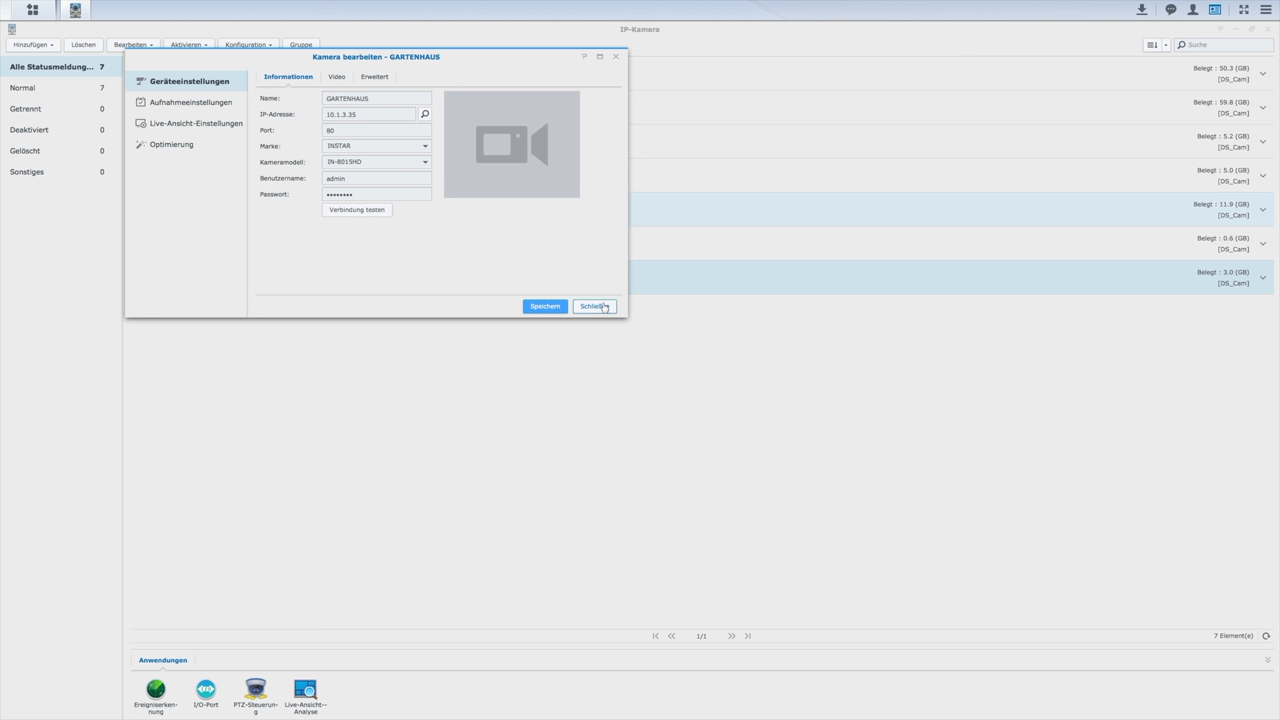 IP-Kamera
Hinzufügen
Löschen
Bearbeiten
Aktivieren
Konfiguration
Gruppe
Suche
Alle Statusmeldung... 7
Normal 7
Getrennt 0
Deaktiviert 0
Gelöscht 0
Sonstiges 0
Kamera bearbeiten - GARTENHAUS
Geräteeinstellungen
Aufnahmeeinstellungen
Live-Ansicht-Einstellungen
Optimierung
Informationen Video Erweitert
Name: GARTENHAUS
IP-Adresse: 10.1.3.35
Port: 80
Marke: INSTAR
Kameramodell: IN-8015HD
Benutzername: admin
Passwort: ••••••••
Verbindung testen
Speichern
Belegt : 50.3 (GB)
[DS_Cam]
Belegt : 59.8 (GB)
[DS_Cam]
Belegt : 5.2 (GB)
[DS_Cam]
Belegt : 5.0 (GB)
[DS_Cam]
Belegt : 11.9 (GB)
[DS_Cam]
Belegt : 0.6 (GB)
[DS_Cam]
Belegt : 3.0 (GB)
[DS_Cam]
1/1
7 Element(e)
Anwendungen
Ereigniserken-
nung
I/O-Port
PTZ-Steuerun-
g
Live-Ansicht--
Analyse